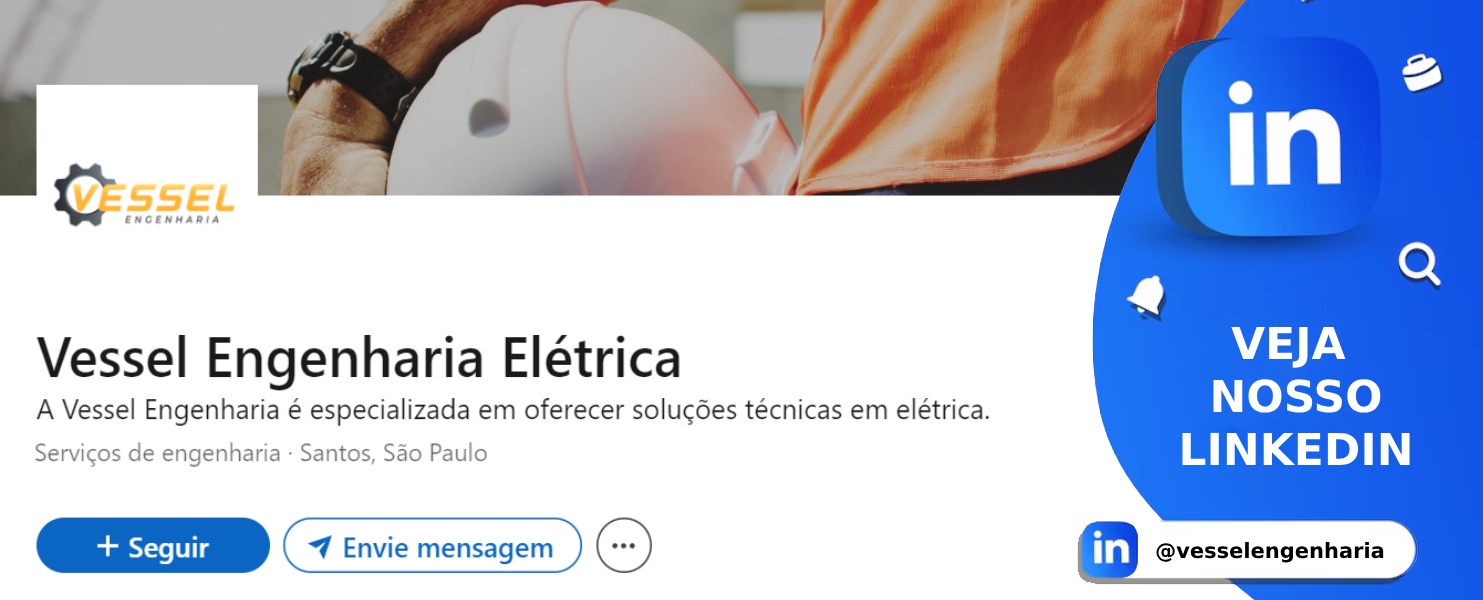 VESSEL
ENGENHARIA
Vessel Engenharia Elétrica
A Vessel Engenharia é especializada em oferecer soluções técnicas em elétrica.
Serviços de engenharia · Santos, São Paulo
+ Seguir
Envie mensagem
...
in
VEJA
NOSSO
LINKEDIN
in @vesselengenharia